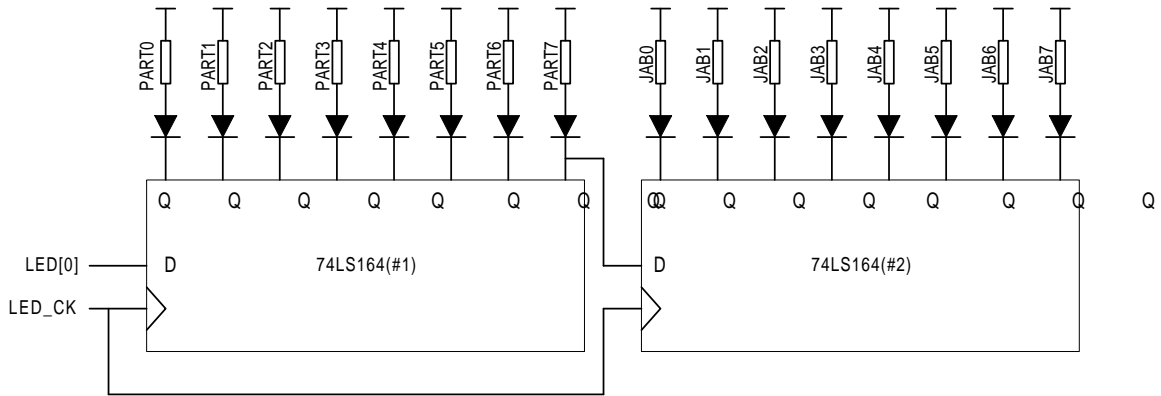 PART0 PART1 PART2 PART3 PART4 PART5 PART6 PART7 JAB0 JAB1 JAB2 JAB3 JAB4 JAB5 JAB6 JAB7
Q Q Q Q Q Q Q Q Q Q Q Q Q Q Q Q
LED[0] D 74LS164(#1) D 74LS164(#2)
LED_CK